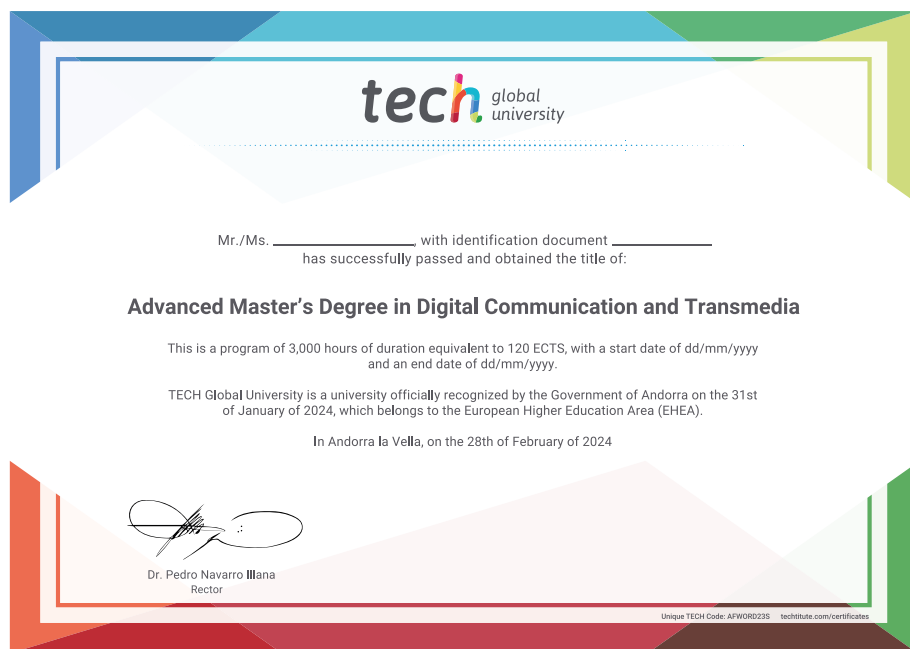 tech global
university
Mr./Ms. ____________, with identification document ____________
has successfully passed and obtained the title of:
Advanced Master's Degree in Digital Communication and Transmedia
This is a program of 3,000 hours of duration equivalent to 120 ECTS, with a start date of dd/mm/yyyy
and an end date of dd/mm/yyyy.
TECH Global University is a university officially recognized by the Government of Andorra on the 31st
of January of 2024, which belongs to the European Higher Education Area (EHEA).
In Andorra la Vella, on the 28th of February of 2024
Dr. Pedro Navarro Illana
Rector
Unique TECH Code: AFWORD23S techtitute.com/certificates